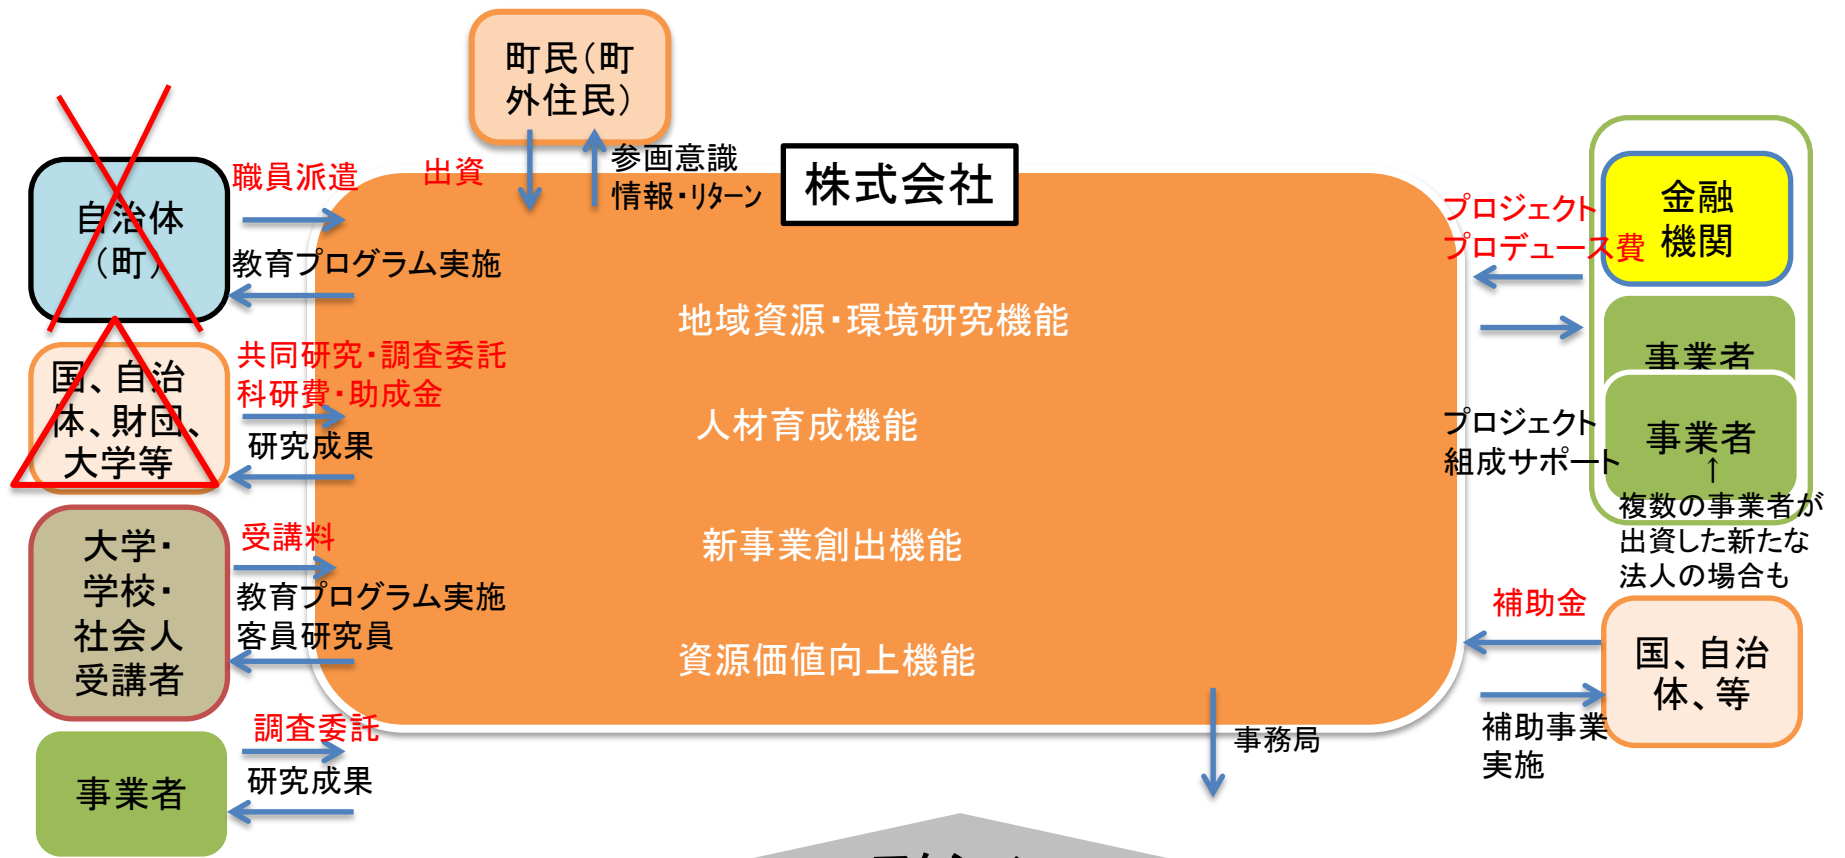 町民（町
外住民）
株式会社
職員派遣
出資
参画意識
情報・ﾘﾀｰﾝ
自治体
（町）
教育プログラム実施
共同研究・調査委託
科研費・助成金
国、自治
体、財団、
大学等
研究成果
受講料
大学・
学校・
社会人
受講者
教育プログラム実施
客員研究員
調査委託
事業者
研究成果
地域資源・環境研究機能
人材育成機能
新事業創出機能
資源価値向上機能
事務局
プロジェクト
プロデュース費
金融
機関
事業者
プロジェクト
組成サポート
事業者
↑
複数の事業者が
出資した新たな
法人の場合も
補助金
国、自治
体、等
補助事業
実施